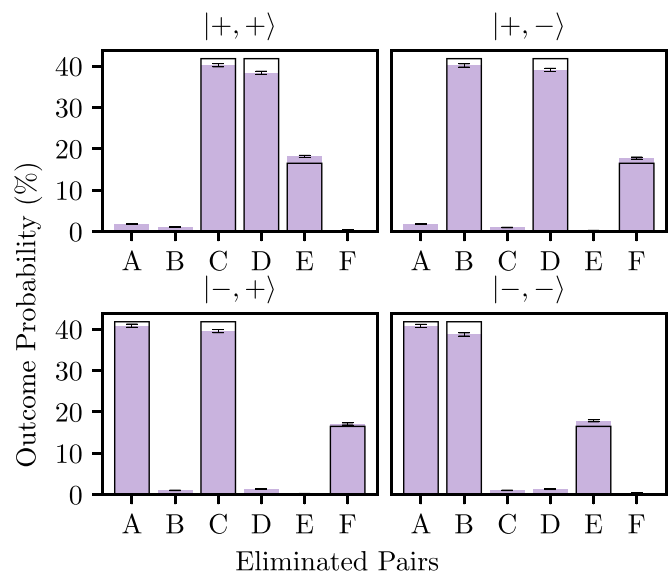 |+, +⟩ |+, −⟩
40
30
20
10
0
A B C D E F A B C D E F
|−, +⟩ |−, −⟩
40
30
20
10
0
A B C D E F A B C D E F
Outcome Probability (%)
Eliminated Pairs